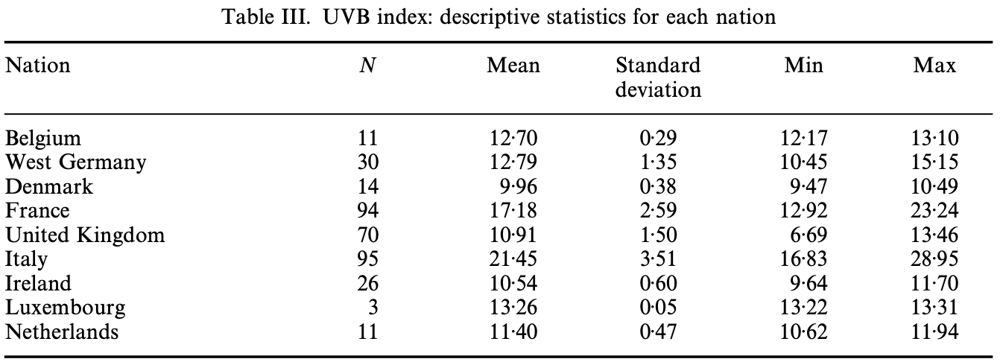 Table III. UVB index: descriptive statistics for each nation
Nation N Mean Standard deviation Min Max
Belgium 11 12·70 0·29 12·17 13·10
West Germany 30 12·79 1·35 10·45 15·15
Denmark 14 9·96 0·38 9·47 10·49
France 94 17·18 2·59 12·92 23·24
United Kingdom 70 10·91 1·50 6·69 13·46
Italy 95 21·45 3·51 16·83 28·95
Ireland 26 10·54 0·60 9·64 11·70
Luxembourg 3 13·26 0·05 13·22 13·31
Netherlands 11 11·40 0·47 10·62 11·94